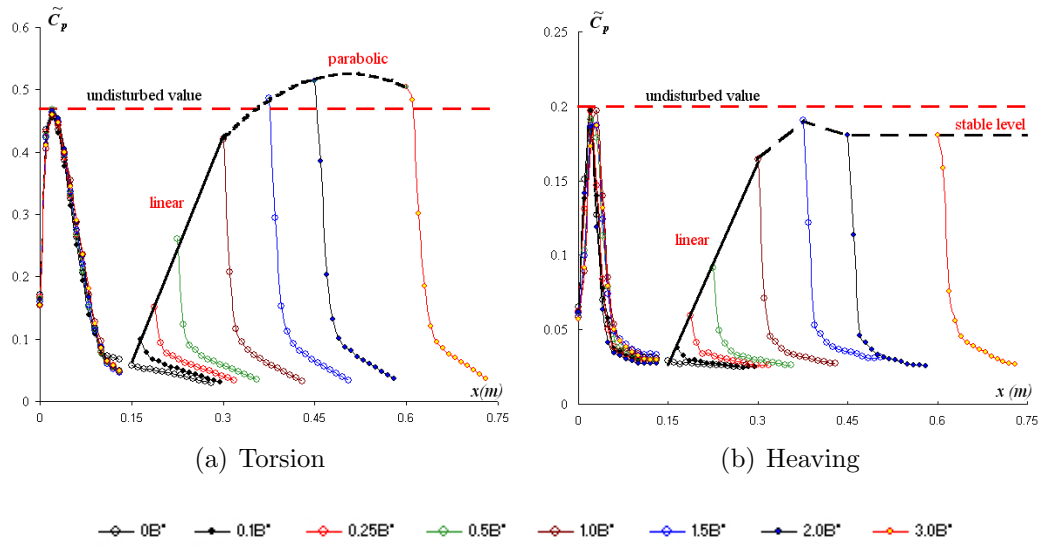 C̃p
0.6
0.5
0.4
0.3
0.2
0.1
0
undisturbed value
parabolic
linear
0 0.15 0.3 0.45 0.6 0.75
x(m)
(a) Torsion
C̃p
0.25
0.2
0.15
0.1
0.05
0
undisturbed value
stable level
linear
0 0.15 0.3 0.45 0.6 0.75
x (m)
(b) Heaving
0B* 0.1B* 0.25B* 0.5B* 1.0B* 1.5B* 2.0B* 3.0B*